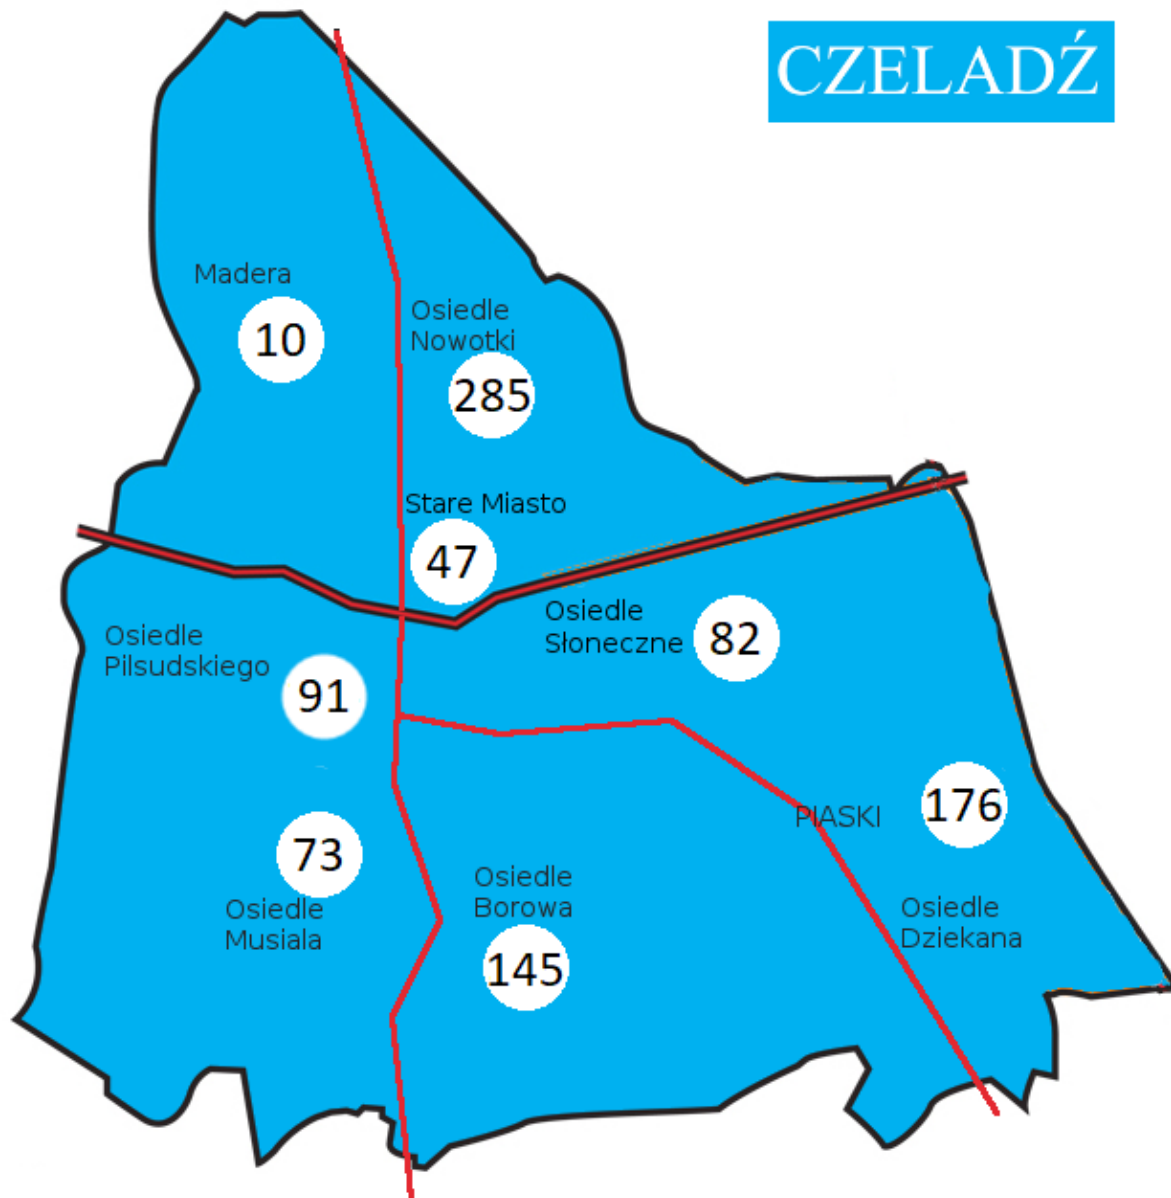 CZELADŹ
Madera
10
Osiedle
Nowotki
285
Stare Miasto
47
Osiedle
Słoneczne
82
Osiedle
Pilsudskiego
91
PIASKI
176
73
Osiedle
Musiala
Osiedle
Borowa
145
Osiedle
Dziekana